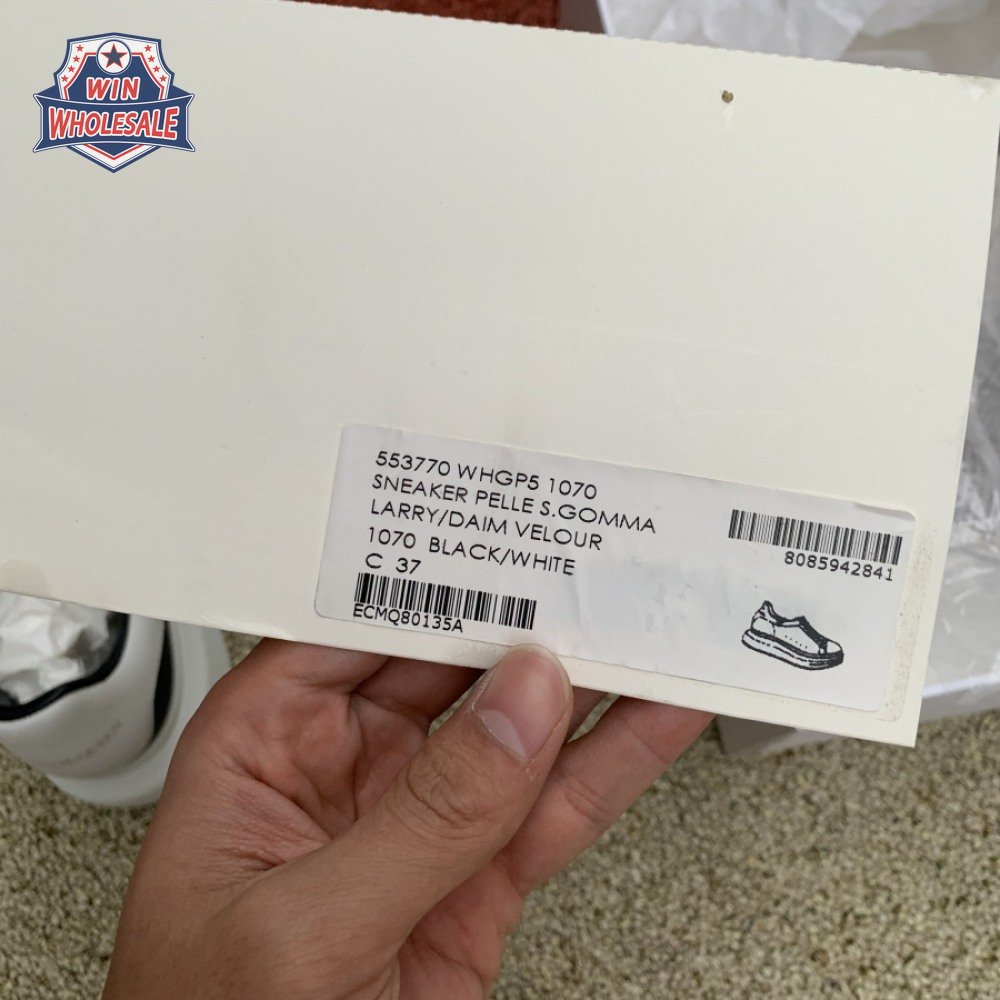 WIN
WHOLESALE
553770 WHGP5 1070
SNEAKER PELLE S.GOMMA
LARRY/DAIM VELOUR
1070 BLACK/WHITE
C 37
ECMQ80135A
8085942841